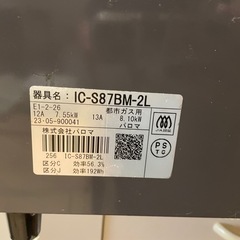 器具名: IC-S87BM-2L
E1-2-26
都市ガス用
12A 7.55kW 13A 8.10kW
23・05-900041 パロマ
株式会社パロマ
256 IC-S87BM-2L
区分C 効率56.3%
区分J 効率192Wh
PS
TG